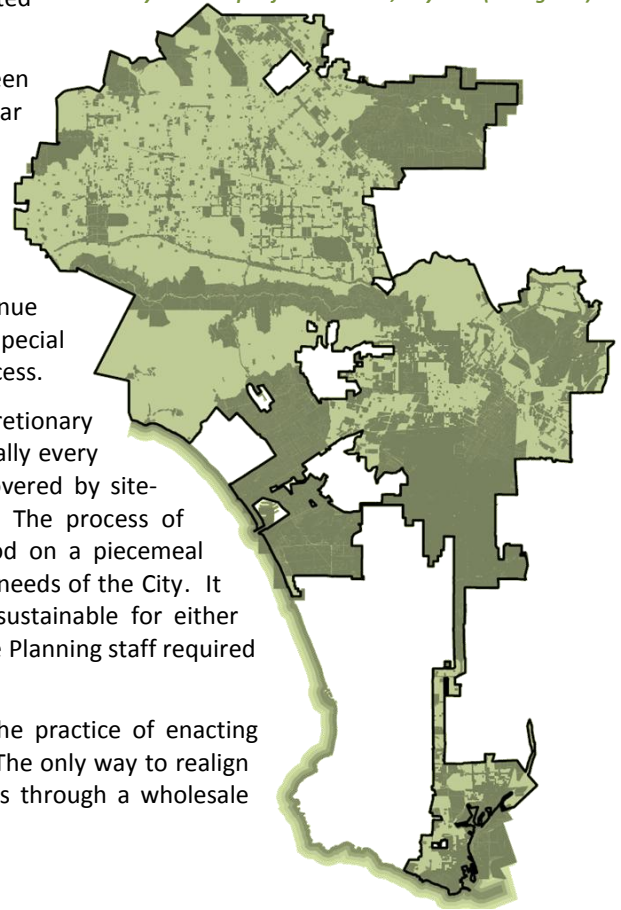 ted
een
ar
nue
pecial
cess.
retionary
ally every
overed by site-
The process of
od on a piecemeal
needs of the City. It
sustainable for either
e Planning staff required
he practice of enacting
The only way to realign
s through a wholesale